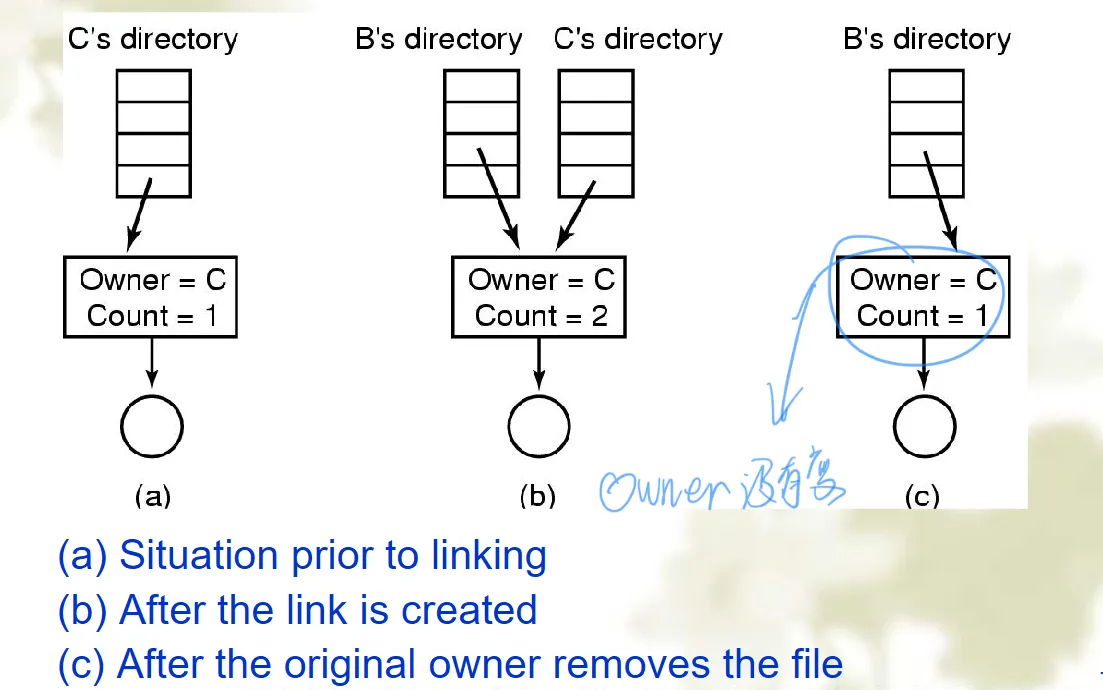 C's directory
B's directory
C's directory
B's directory
Owner = C
Count = 1
Owner = C
Count = 2
Owner = C
Count = 1
Owner 没有变
(a)
(b)
(c)
(a) Situation prior to linking
(b) After the link is created
(c) After the original owner removes the file